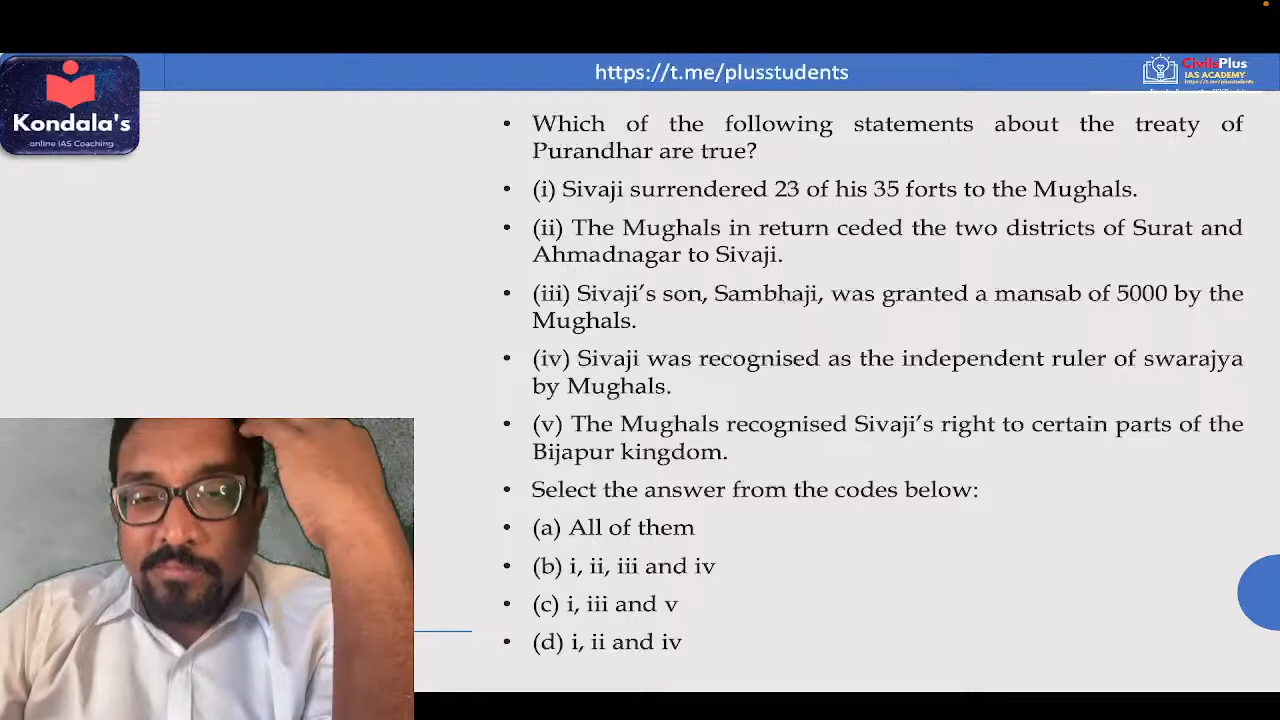 https://t.me/plusstudents
CivilsPlus
IAS ACADEMY
https://t.me/plusstudents
Kondala's
online IAS Coaching
• Which of the following statements about the treaty of
Purandhar are true?
• (i) Sivaji surrendered 23 of his 35 forts to the Mughals.
• (ii) The Mughals in return ceded the two districts of Surat and
Ahmadnagar to Sivaji.
• (iii) Sivaji’s son, Sambhaji, was granted a mansab of 5000 by the
Mughals.
• (iv) Sivaji was recognised as the independent ruler of swarajya
by Mughals.
• (v) The Mughals recognised Sivaji’s right to certain parts of the
Bijapur kingdom.
• Select the answer from the codes below:
• (a) All of them
• (b) i, ii, iii and iv
• (c) i, iii and v
• (d) i, ii and iv